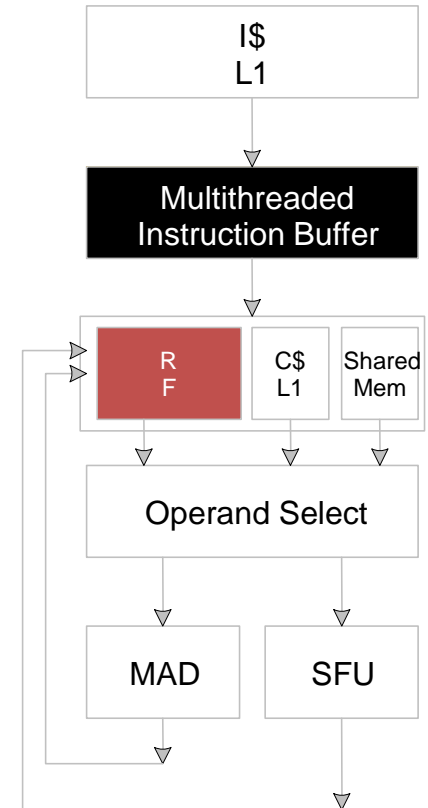 I$
L1
Multithreaded
Instruction Buffer
R
F
C$
L1
Shared
Mem
Operand Select
MAD
SFU